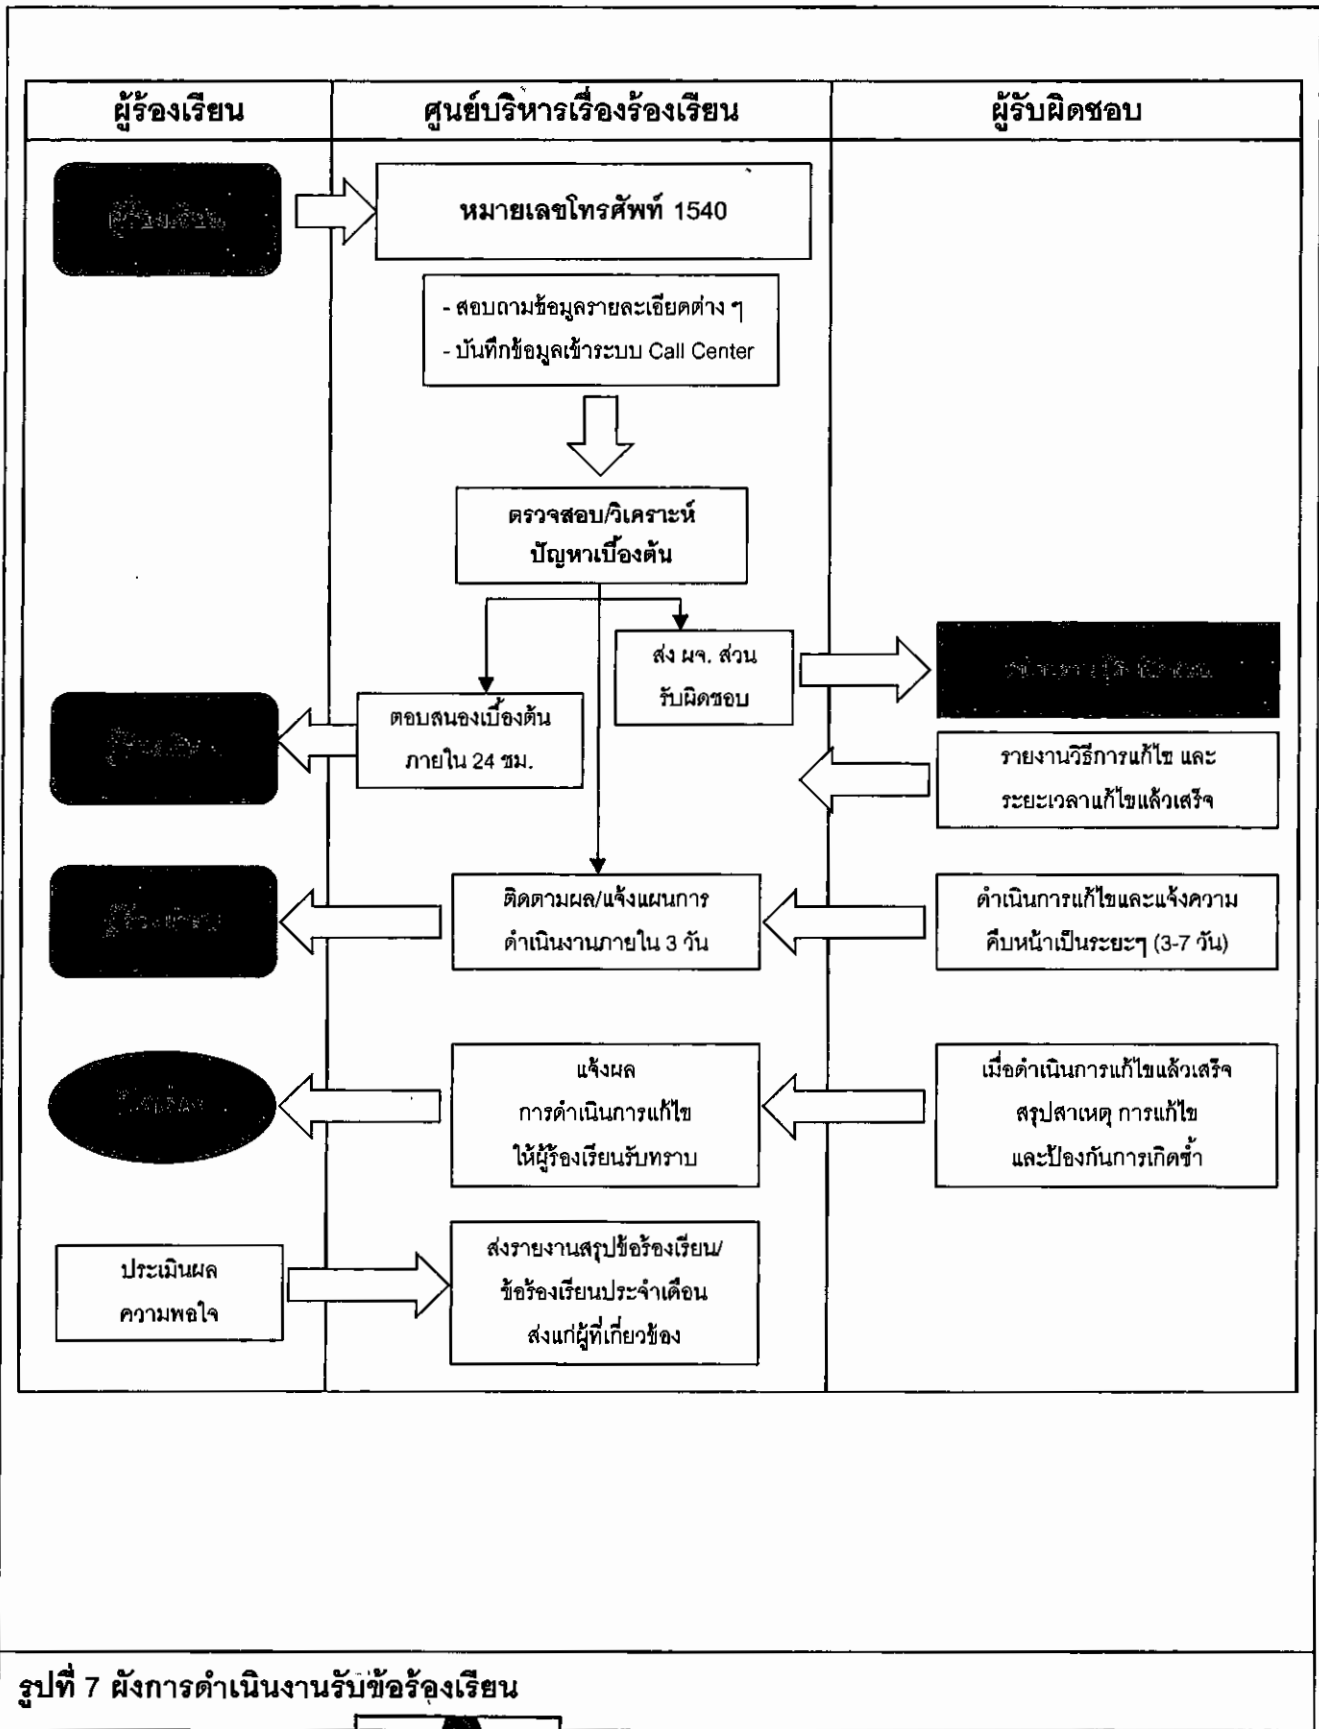 ผู้ร้องเรียน
ศูนย์บริหารเรื่องร้องเรียน
ผู้รับผิดชอบ
หมายเลขโทรศัพท์ 1540
- สอบถามข้อมูลรายละเอียดต่าง ๆ
- บันทึกข้อมูลเข้าระบบ Call Center
ตรวจสอบ/วิเคราะห์
ปัญหาเบื้องต้น
ส่ง ผจ. ส่วน
รับผิดชอบ
ตอบสนองเบื้องต้น
ภายใน 24 ชม.
รายงานวิธีการแก้ไข และ
ระยะเวลาแก้ไขแล้วเสร็จ
ติดตามผล/แจ้งแผนการ
ดำเนินงานภายใน 3 วัน
ดำเนินการแก้ไขและแจ้งความ
คืบหน้าเป็นระยะๆ (3-7 วัน)
แจ้งผล
การดำเนินการแก้ไข
ให้ผู้ร้องเรียนรับทราบ
เมื่อดำเนินการแก้ไขแล้วเสร็จ
สรุปสาเหตุ การแก้ไข
และป้องกันการเกิดซ้ำ
ประเมินผล
ความพอใจ
ส่งรายงานสรุปข้อร้องเรียน/
ข้อร้องเรียนประจำเดือน
ส่งแก่ผู้ที่เกี่ยวข้อง
รูปที่ 7 ผังการดำเนินงานรับข้อร้องเรียน